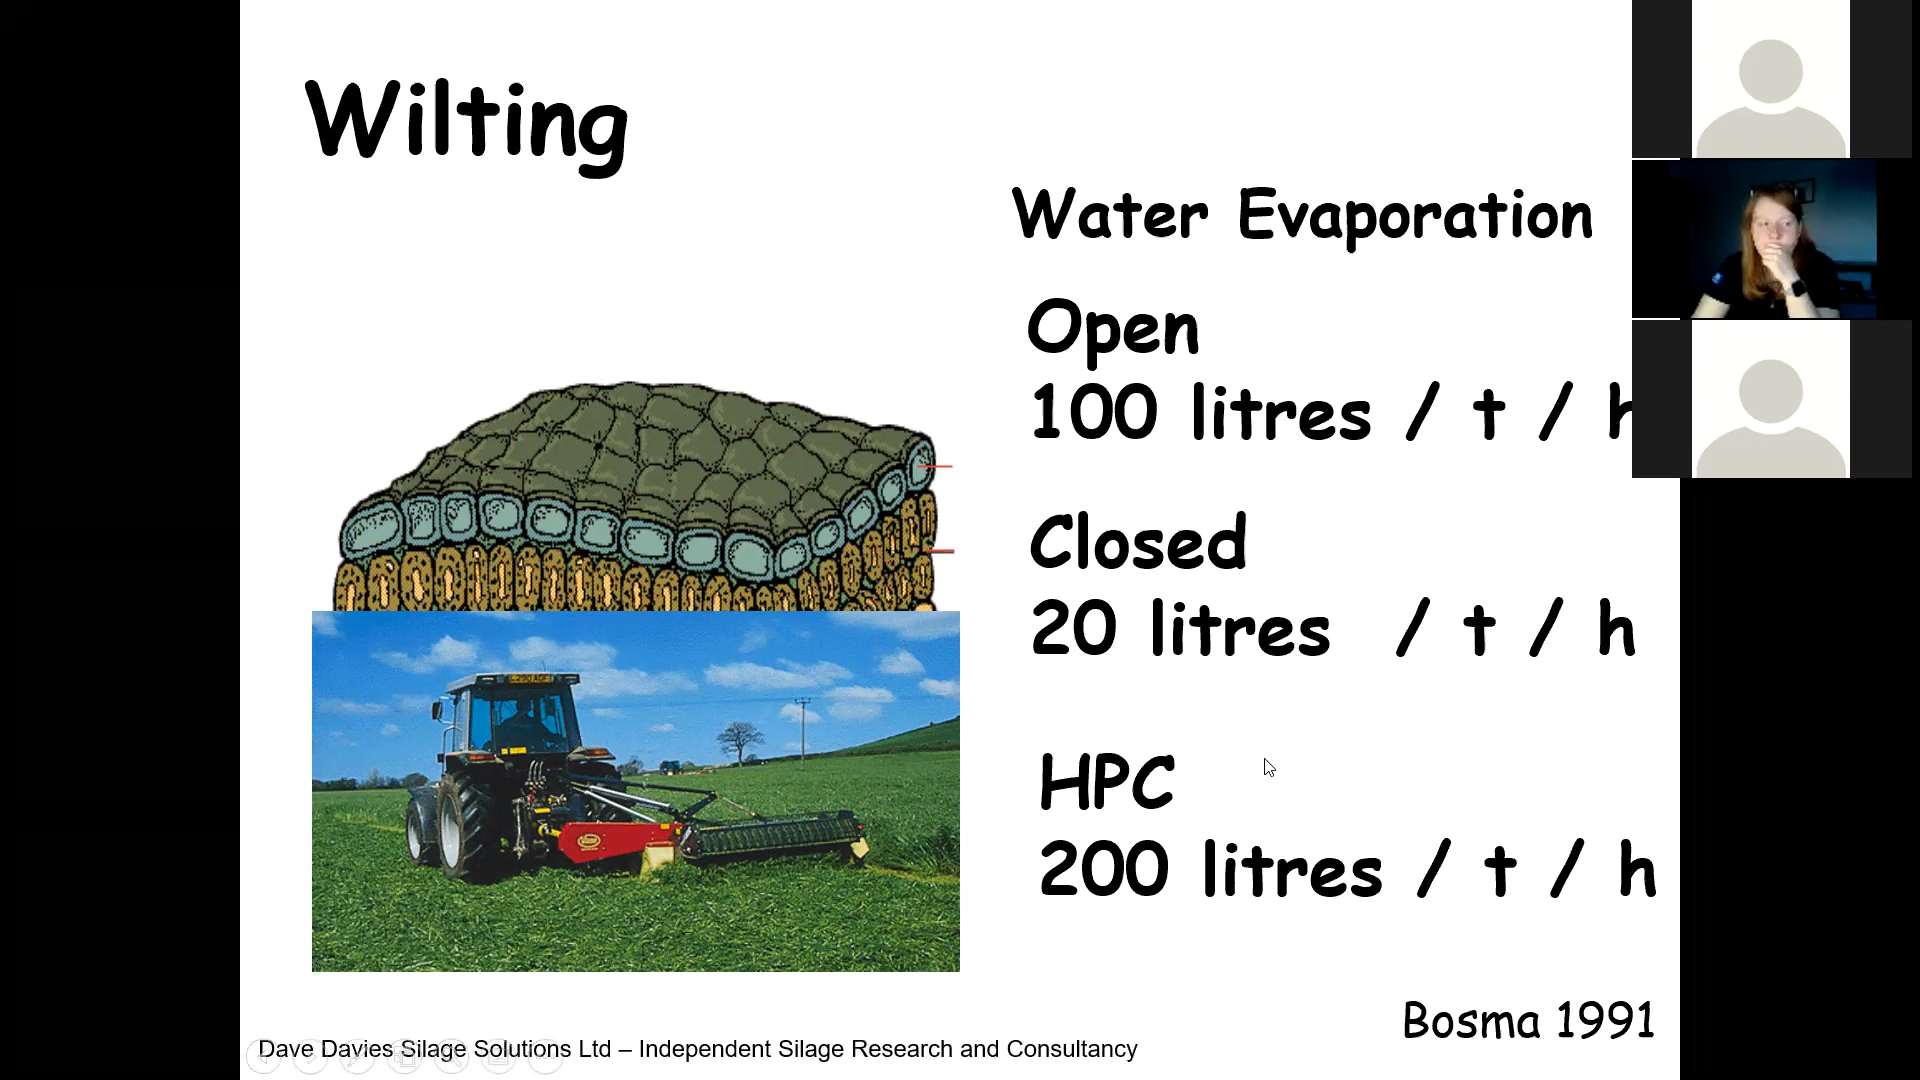 Wilting
Water Evaporation
Open
100 litres / t / h
Closed
20 litres / t / h
HPC
200 litres / t / h
Bosma 1991
Dave Davies Silage Solutions Ltd – Independent Silage Research and Consultancy